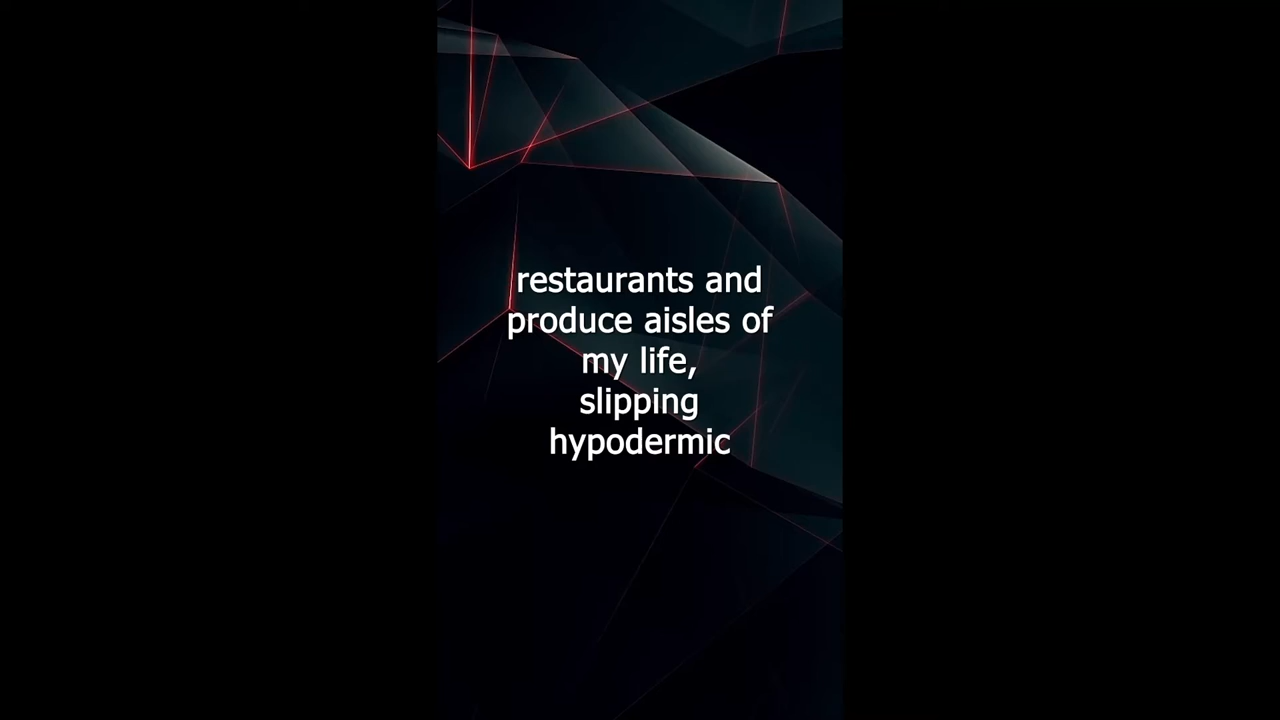 restaurants and
produce aisles of
my life,
slipping
hypodermic